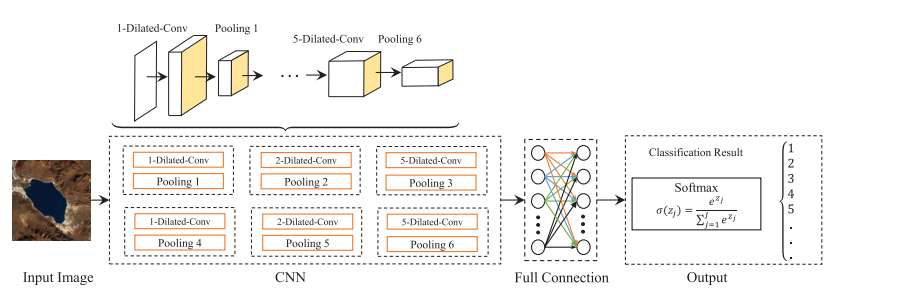 1-Dilated-Conv
Pooling 1
5-Dilated-Conv
Pooling 6
...
1-Dilated-Conv
Pooling 1
2-Dilated-Conv
Pooling 2
5-Dilated-Conv
Pooling 3
1-Dilated-Conv
Pooling 4
2-Dilated-Conv
Pooling 5
5-Dilated-Conv
Pooling 6
Classification Result
Softmax
σ(z_j) = e^{z_j} / ∑_{j=1}^{J} e^{z_j}
1
2
3
4
5
.
.
.
Input Image
CNN
Full Connection
Output